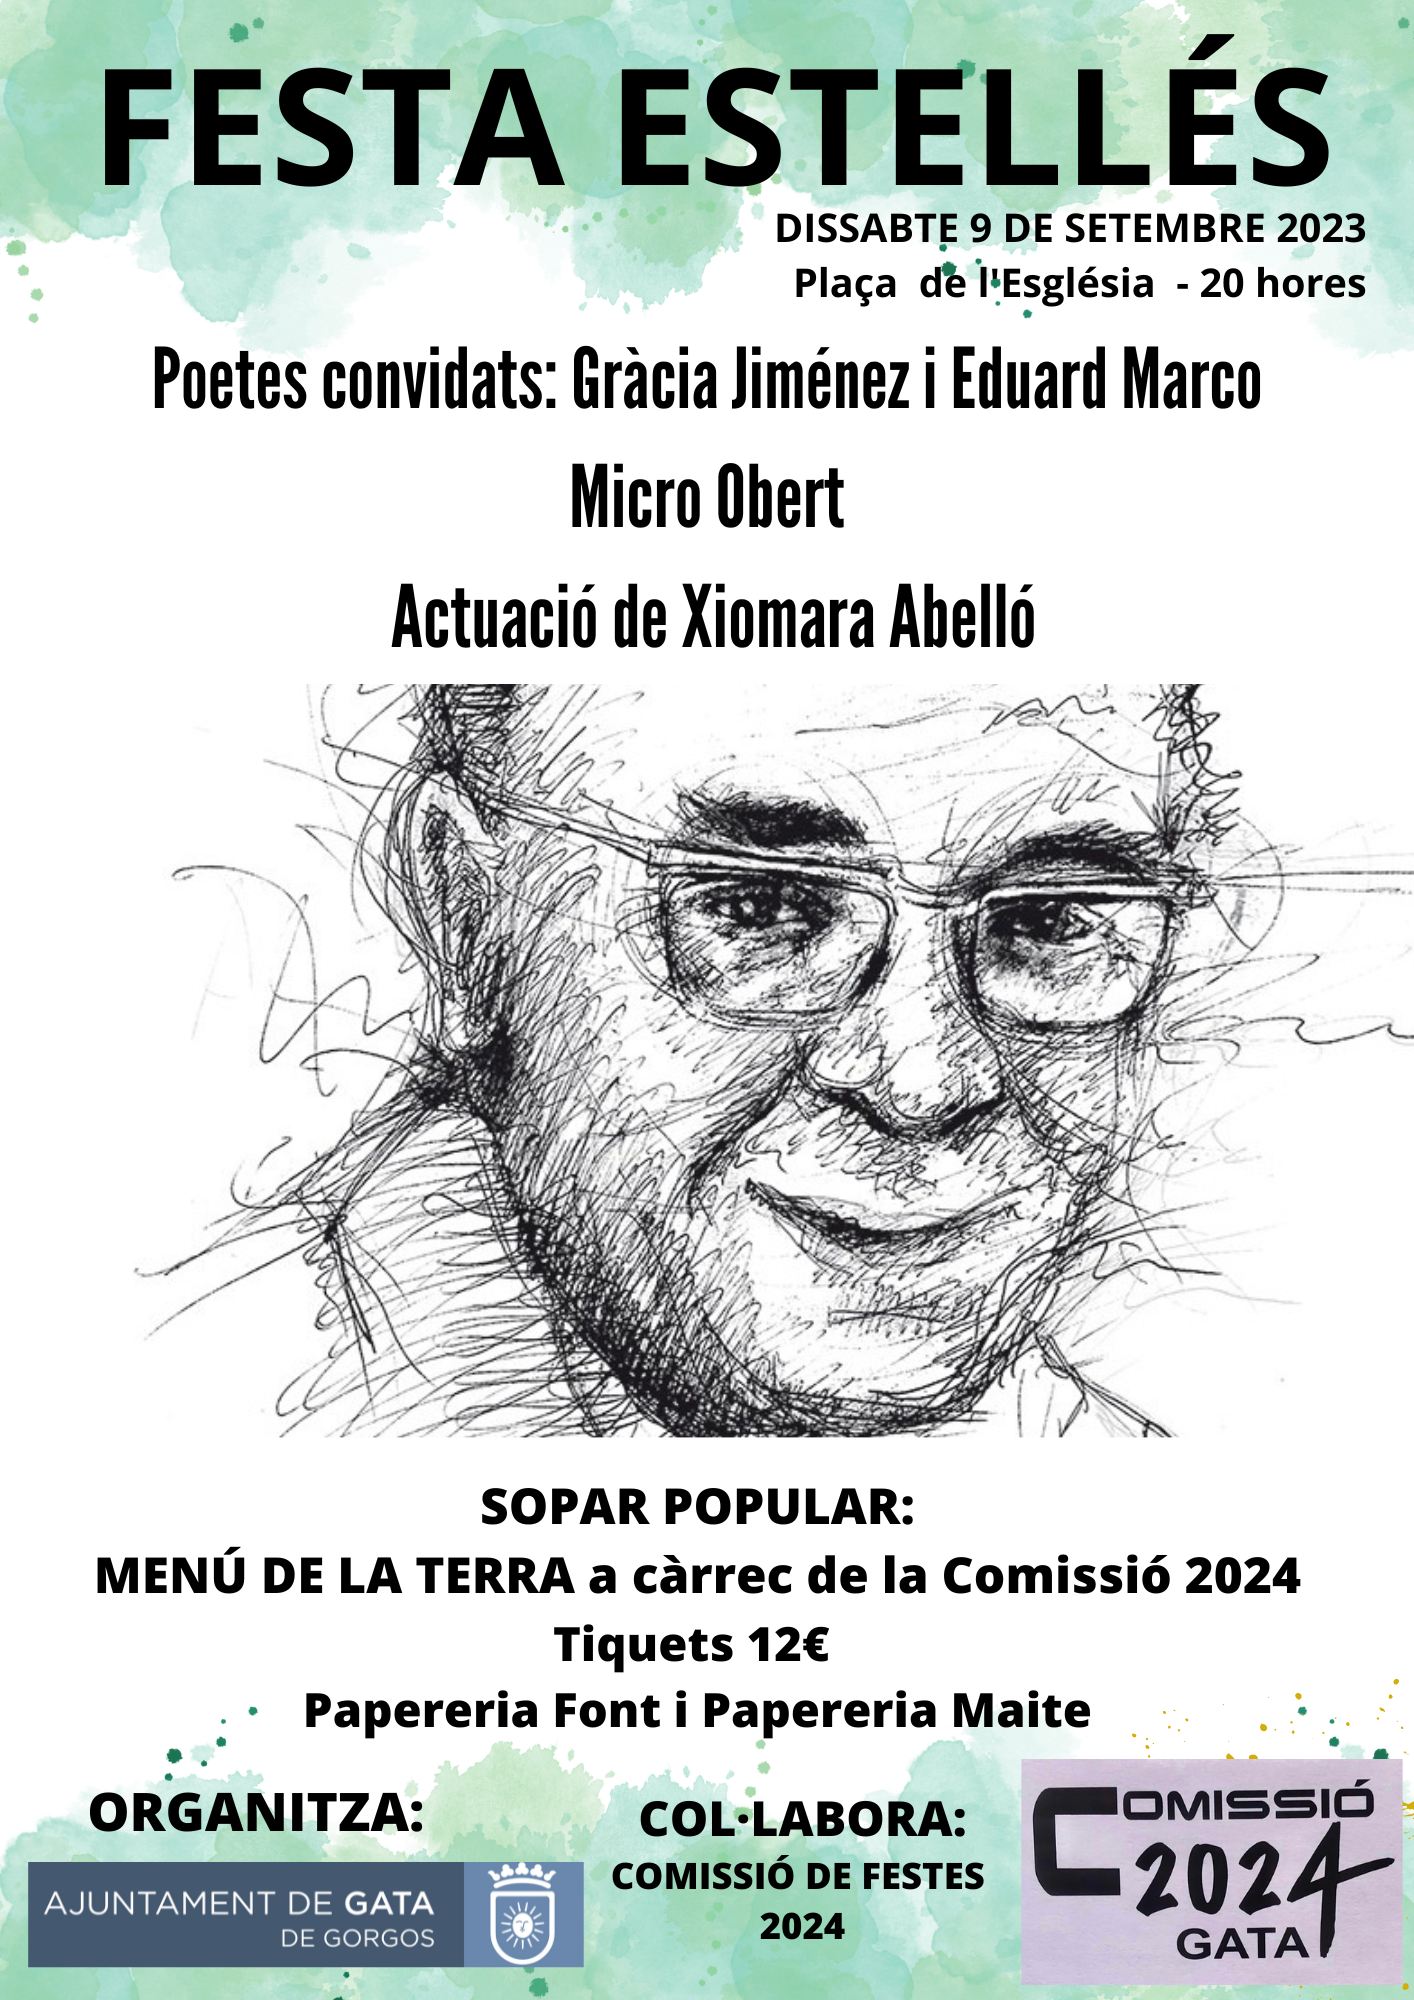 FESTA ESTELLÉS
DISSABTE 9 DE SETEMBRE 2023
Plaça de l'Església - 20 hores
Poetes convidats: Gràcia Jiménez i Eduard Marco
Micro Obert
Actuació de Xiomara Abelló
SOPAR POPULAR:
MENÚ DE LA TERRA a càrrec de la Comissió 2024
Tiquets 12€
Papereria Font i Papereria Maite
ORGANITZA:
AJUNTAMENT DE GATA
DE GORGOS
COL·LABORA:
COMISSIÓ DE FESTES
2024
COMISSIÓ
2024
GATA